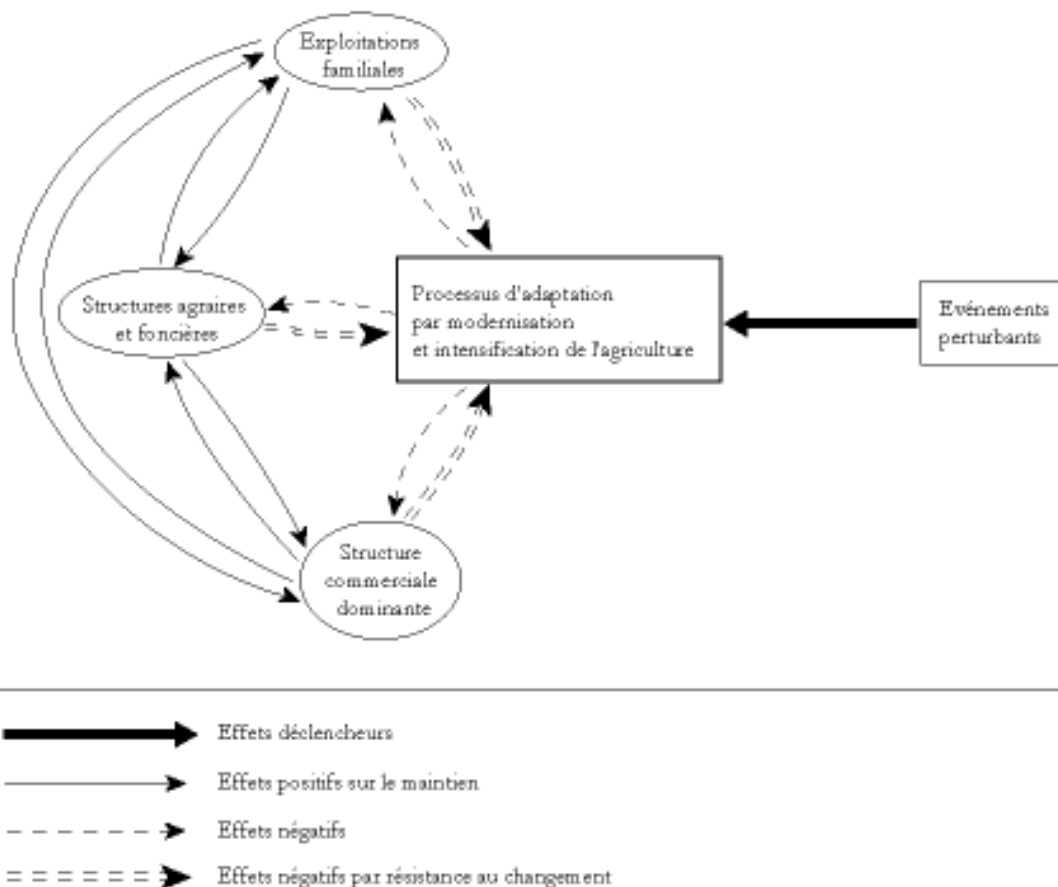 Exploitations
familiales
Structures agraires
et foncières
Processus d'adaptation
par modernisation
et intensification de l'agriculture
Evénements
perturbants
Structure
commerciale
dominante
Effets déclencheurs
Effets positifs sur le maintien
Effets négatifs
Effets négatifs par résistance au changement